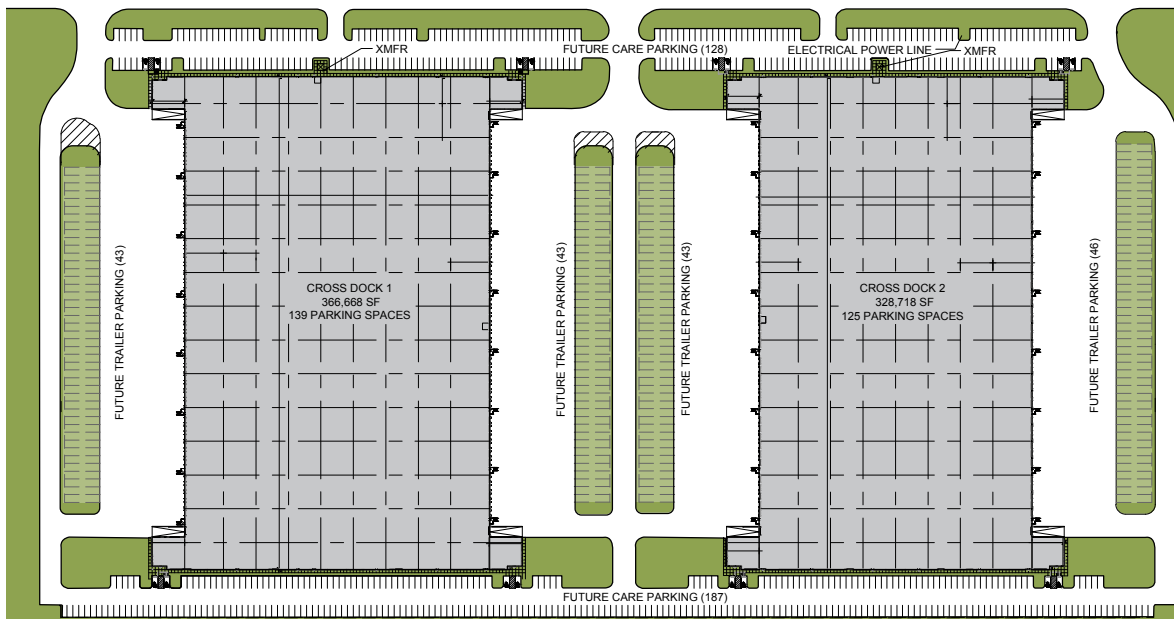 XMFR
FUTURE CARE PARKING (128)
ELECTRICAL POWER LINE
XMFR
FUTURE TRAILER PARKING (43)
CROSS DOCK 1
366,668 SF
139 PARKING SPACES
FUTURE TRAILER PARKING (43)
FUTURE TRAILER PARKING (43)
CROSS DOCK 2
328,718 SF
125 PARKING SPACES
FUTURE TRAILER PARKING (46)
FUTURE CARE PARKING (187)